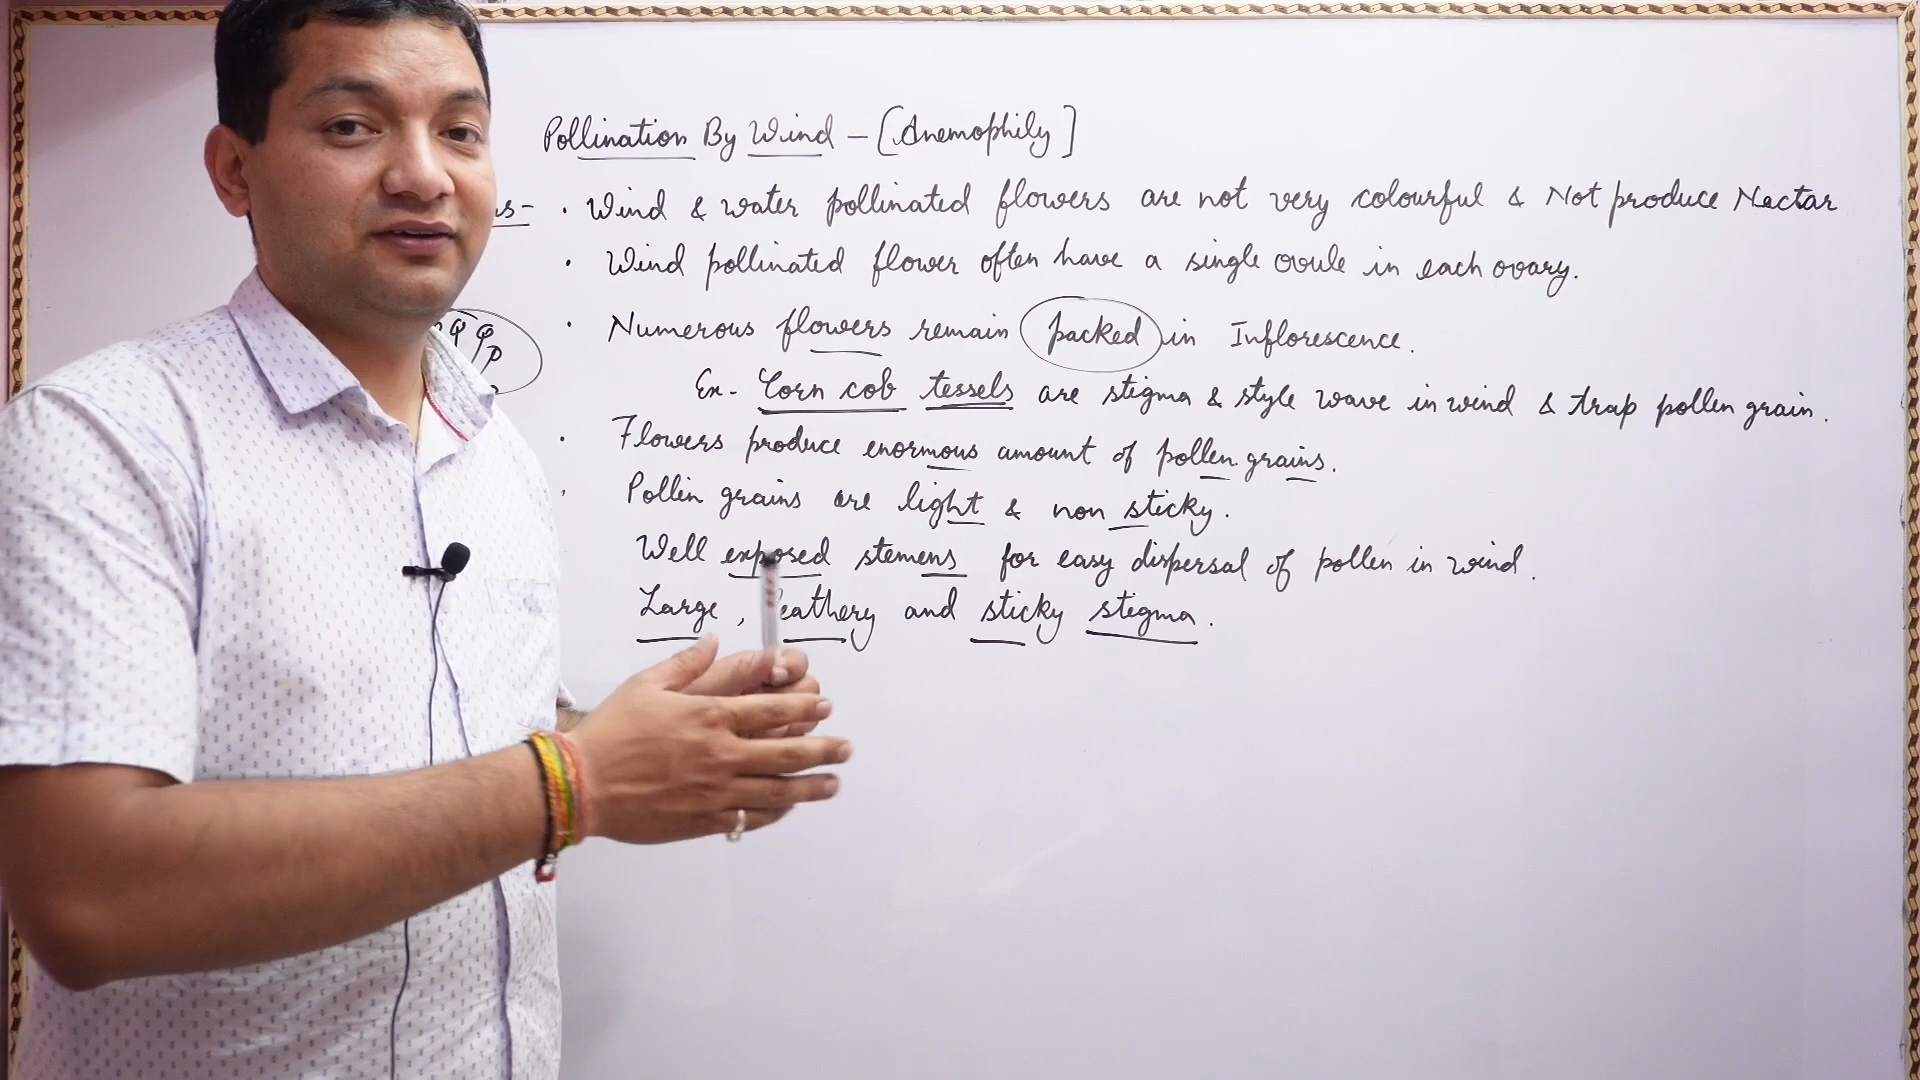 Pollination By Wind – [Anemophily]
· Wind & water pollinated flowers are not very colourful & Not produce Nectar
· Wind pollinated flower often have a single ovule in each ovary.
· Numerous flowers remain packed in Inflorescence.
Ex- Corn cob tessels are stigma & style wave in wind & trap pollen grain.
· Flowers produce enormous amount of pollen grains.
· Pollin grains are light & non sticky.
Well exposed stemens for easy dispersal of pollen in wind.
Large, eathery and sticky stigma.